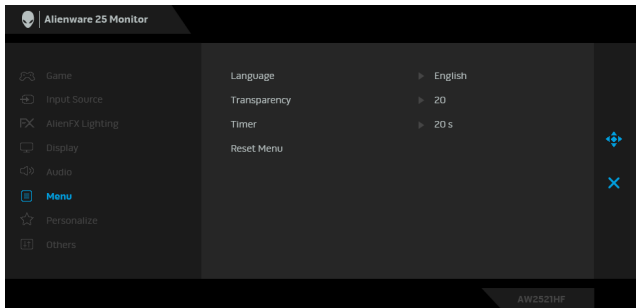 Alienware 25 Monitor
Game
Input Source
AlienFX Lighting
Display
Audio
Menu
Personalize
Others
Language English
Transparency 20
Timer 20 s
Reset Menu
AW2521HF